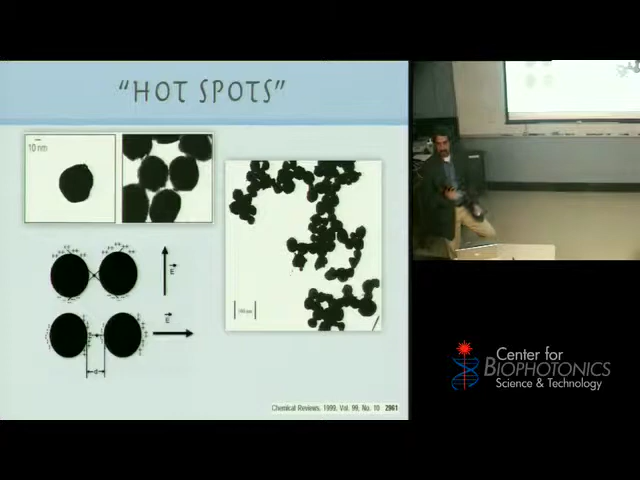 "HOT SPOTS"
10 nm
E
E
d
Chemical Reviews, 1999, Vol. 99, No. 10 2961
Center for
BIOPHOTONICS
Science & Technology